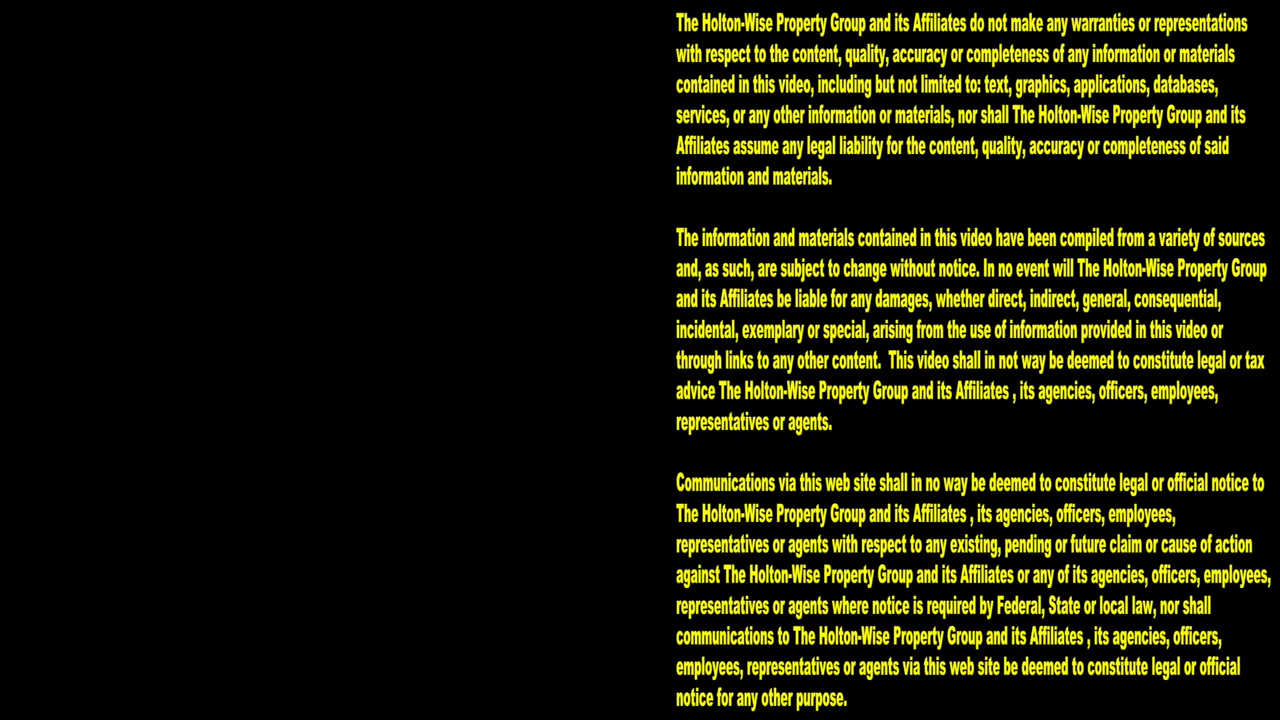 The Holton-Wise Property Group and its Affiliates do not make any warranties or representations
with respect to the content, quality, accuracy or completeness of any information or materials
contained in this video, including but not limited to: text, graphics, applications, databases,
services, or any other information or materials, nor shall The Holton-Wise Property Group and its
Affiliates assume any legal liability for the content, quality, accuracy or completeness of said
information and materials.
The information and materials contained in this video have been compiled from a variety of sources
and, as such, are subject to change without notice. In no event will The Holton-Wise Property Group
and its Affiliates be liable for any damages, whether direct, indirect, general, consequential,
incidental, exemplary or special, arising from the use of information provided in this video or
through links to any other content.  This video shall in not way be deemed to constitute legal or tax
advice The Holton-Wise Property Group and its Affiliates , its agencies, officers, employees,
representatives or agents.
Communications via this web site shall in no way be deemed to constitute legal or official notice to
The Holton-Wise Property Group and its Affiliates , its agencies, officers, employees,
representatives or agents with respect to any existing, pending or future claim or cause of action
against The Holton-Wise Property Group and its Affiliates or any of its agencies, officers, employees,
representatives or agents where notice is required by Federal, State or local law, nor shall
communications to The Holton-Wise Property Group and its Affiliates , its agencies, officers,
employees, representatives or agents via this web site be deemed to constitute legal or official
notice for any other purpose.